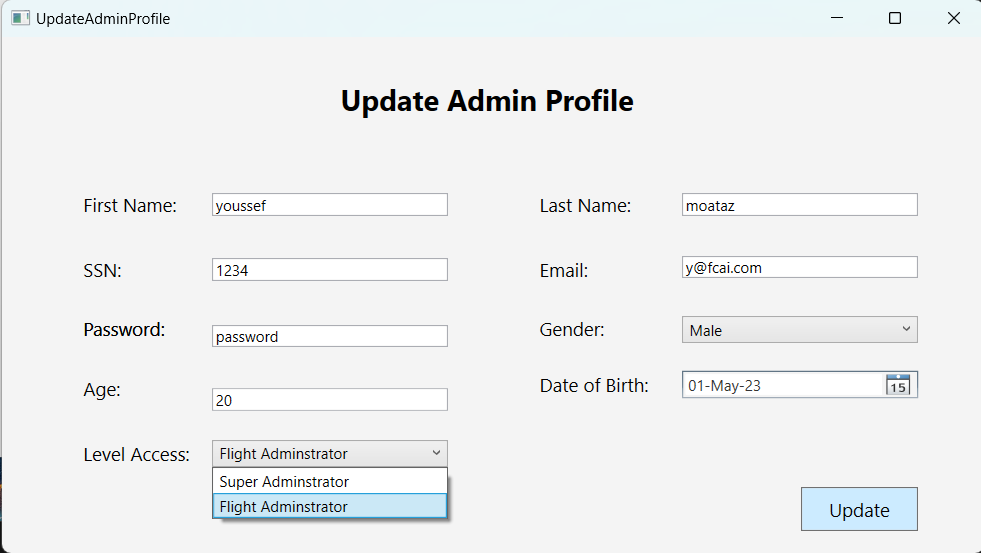 UpdateAdminProfile
Update Admin Profile
First Name: youssef Last Name: moataz
SSN: 1234 Email: y@fcai.com
Password: password Gender: Male
Age: 20 Date of Birth: 01-May-23 15
Level Access: Flight Adminstrator
Super Adminstrator
Flight Adminstrator
Update